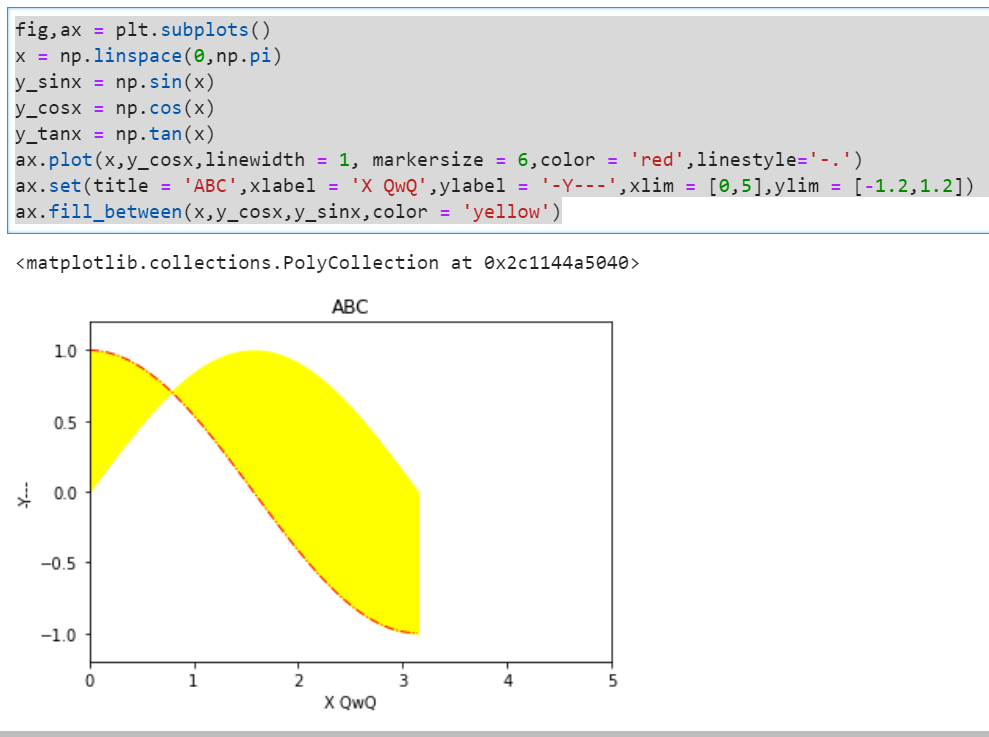 fig,ax = plt.subplots()
x = np.linspace(0,np.pi)
y_sinx = np.sin(x)
y_cosx = np.cos(x)
y_tanx = np.tan(x)
ax.plot(x,y_cosx,linewidth = 1, markersize = 6,color = 'red',linestyle='-.')
ax.set(title = 'ABC',xlabel = 'X QwQ',ylabel = '-Y---',xlim = [0,5],ylim = [-1.2,1.2])
ax.fill_between(x,y_cosx,y_sinx,color = 'yellow')
<matplotlib.collections.PolyCollection at 0x2c1144a5040>
ABC
1.0
0.5
0.0
−0.5
−1.0
-Y---
0 1 2 3 4 5
X QwQ